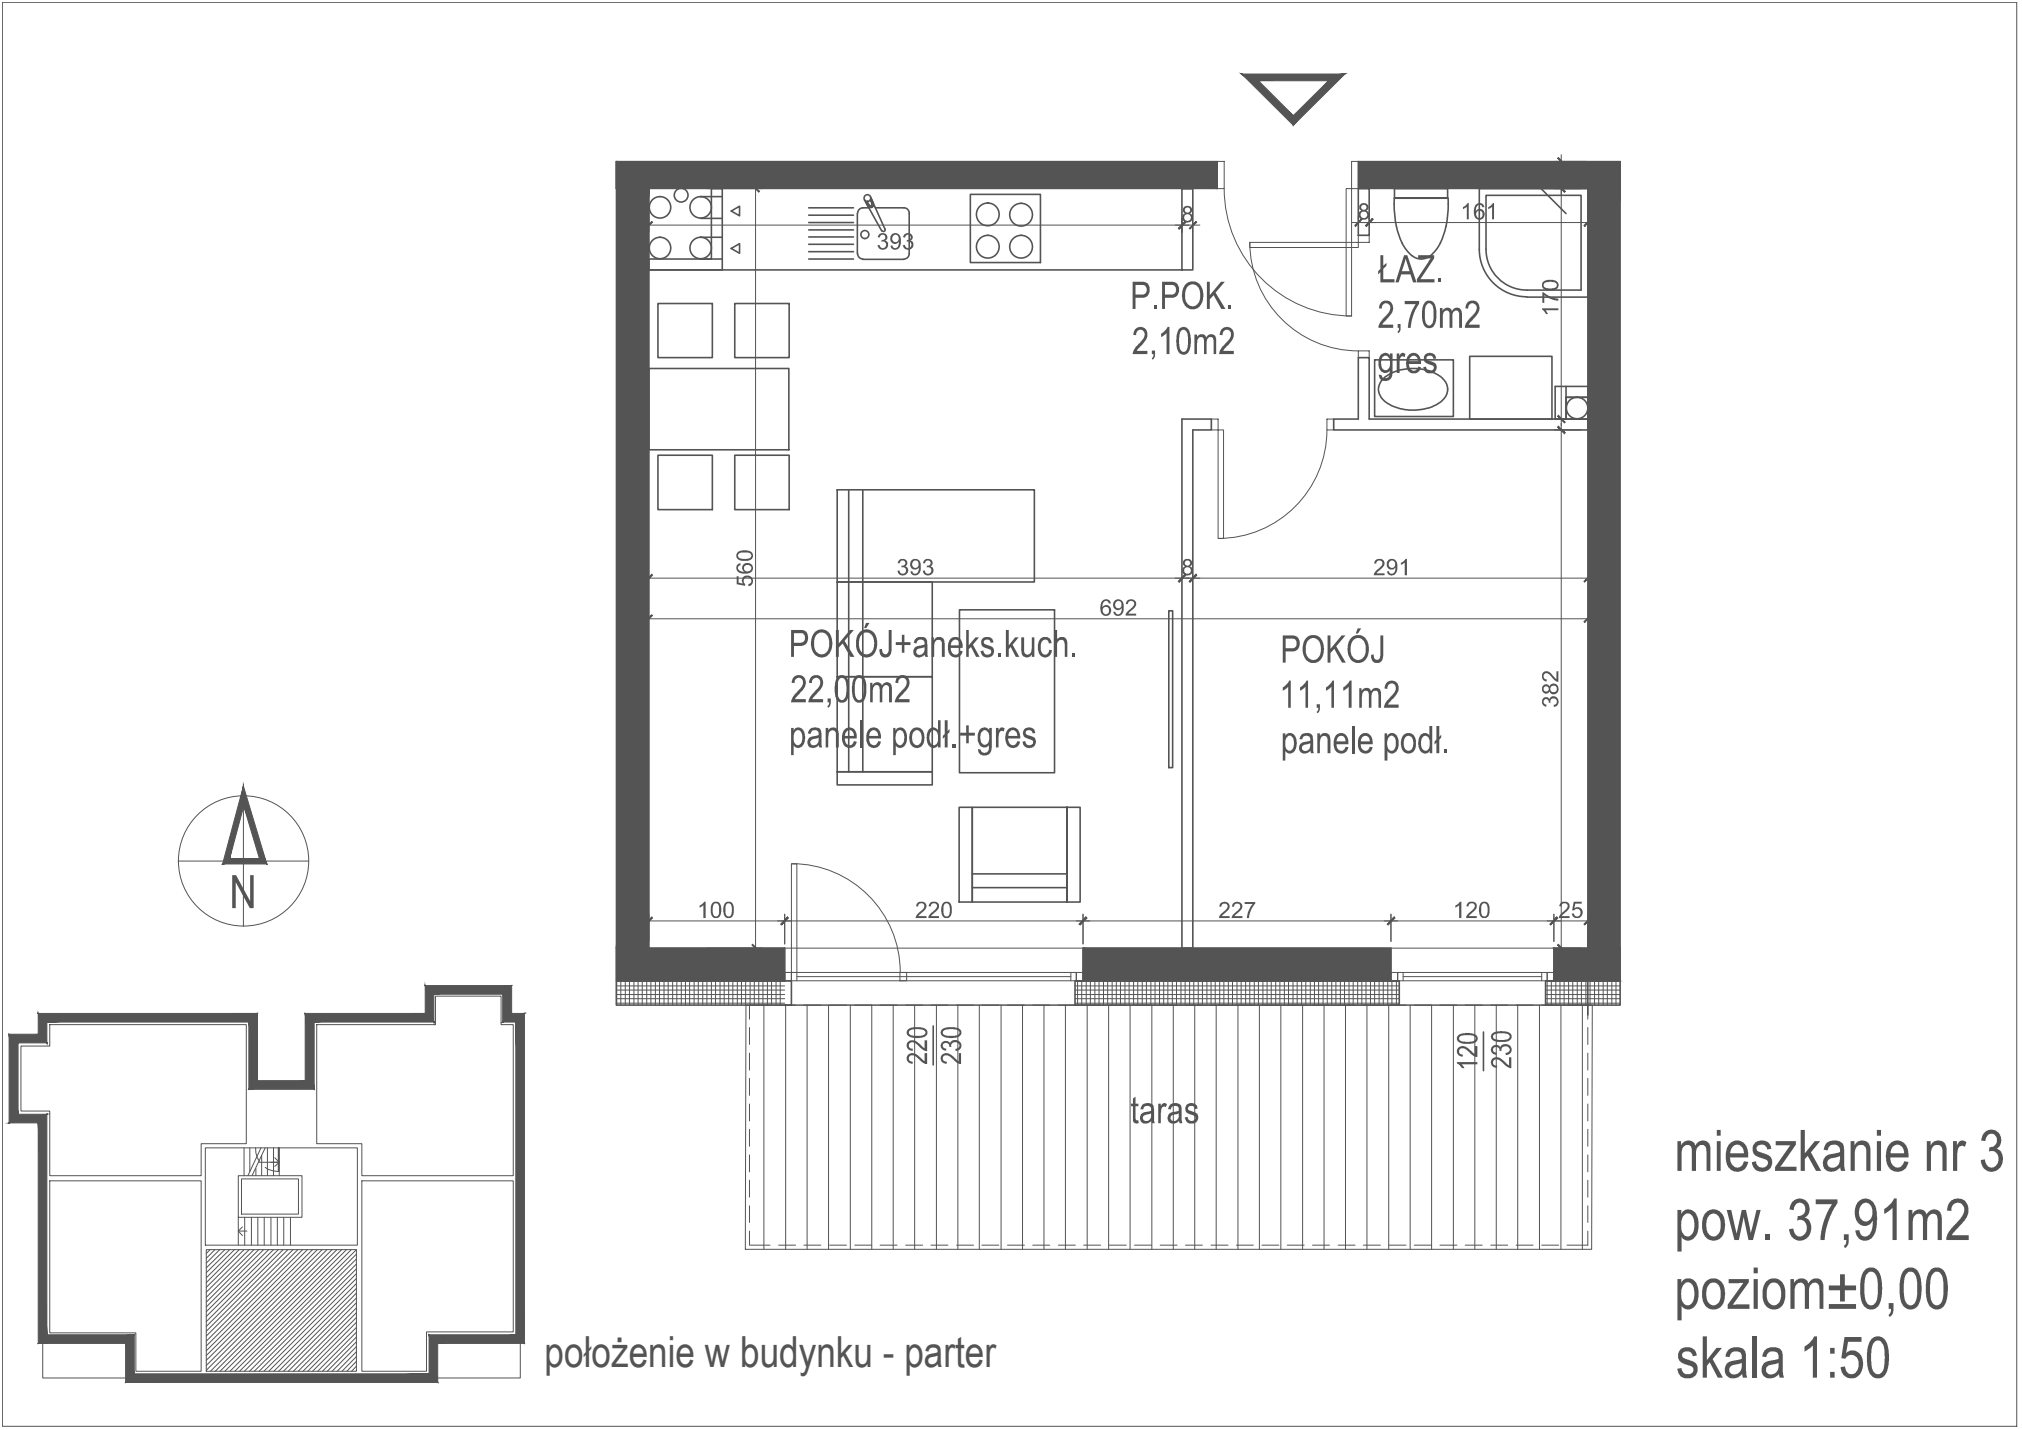 8
393
8
161
P.POK.
2,10m2
ŁAZ.
2,70m2
gres
170
560
393
8
291
692
POKÓJ+aneks.kuch.
22,00m2
panele podł.+gres
POKÓJ
11,11m2
panele podł.
382
N
100
220
227
120
25
220
230
120
230
taras
mieszkanie nr 3
pow. 37,91m2
poziom±0,00
skala 1:50
położenie w budynku - parter